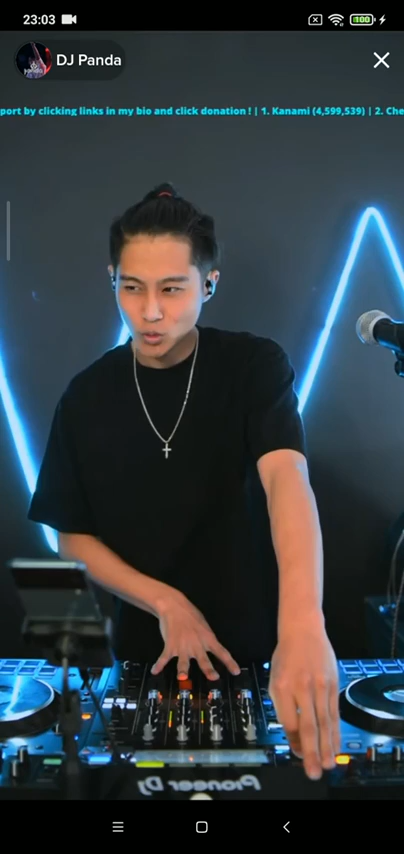 23:03
100
DJ Panda
port by clicking links in my bio and click donation ! | 1. Kanami (4,599,539) | 2. Che
Pioneer Dj